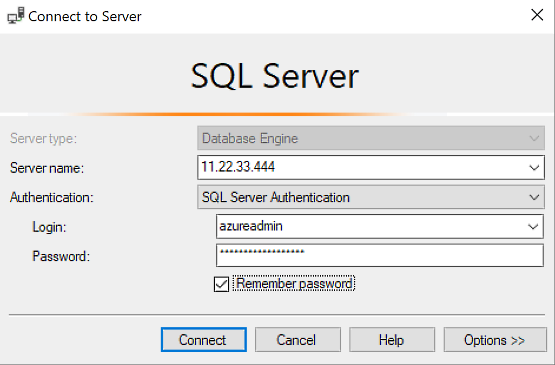 Connect to Server
SQL Server
Server type: Database Engine
Server name: 11.22.33.444
Authentication: SQL Server Authentication
Login: azureadmin
Password: ******************
Remember password
Connect Cancel Help Options >>